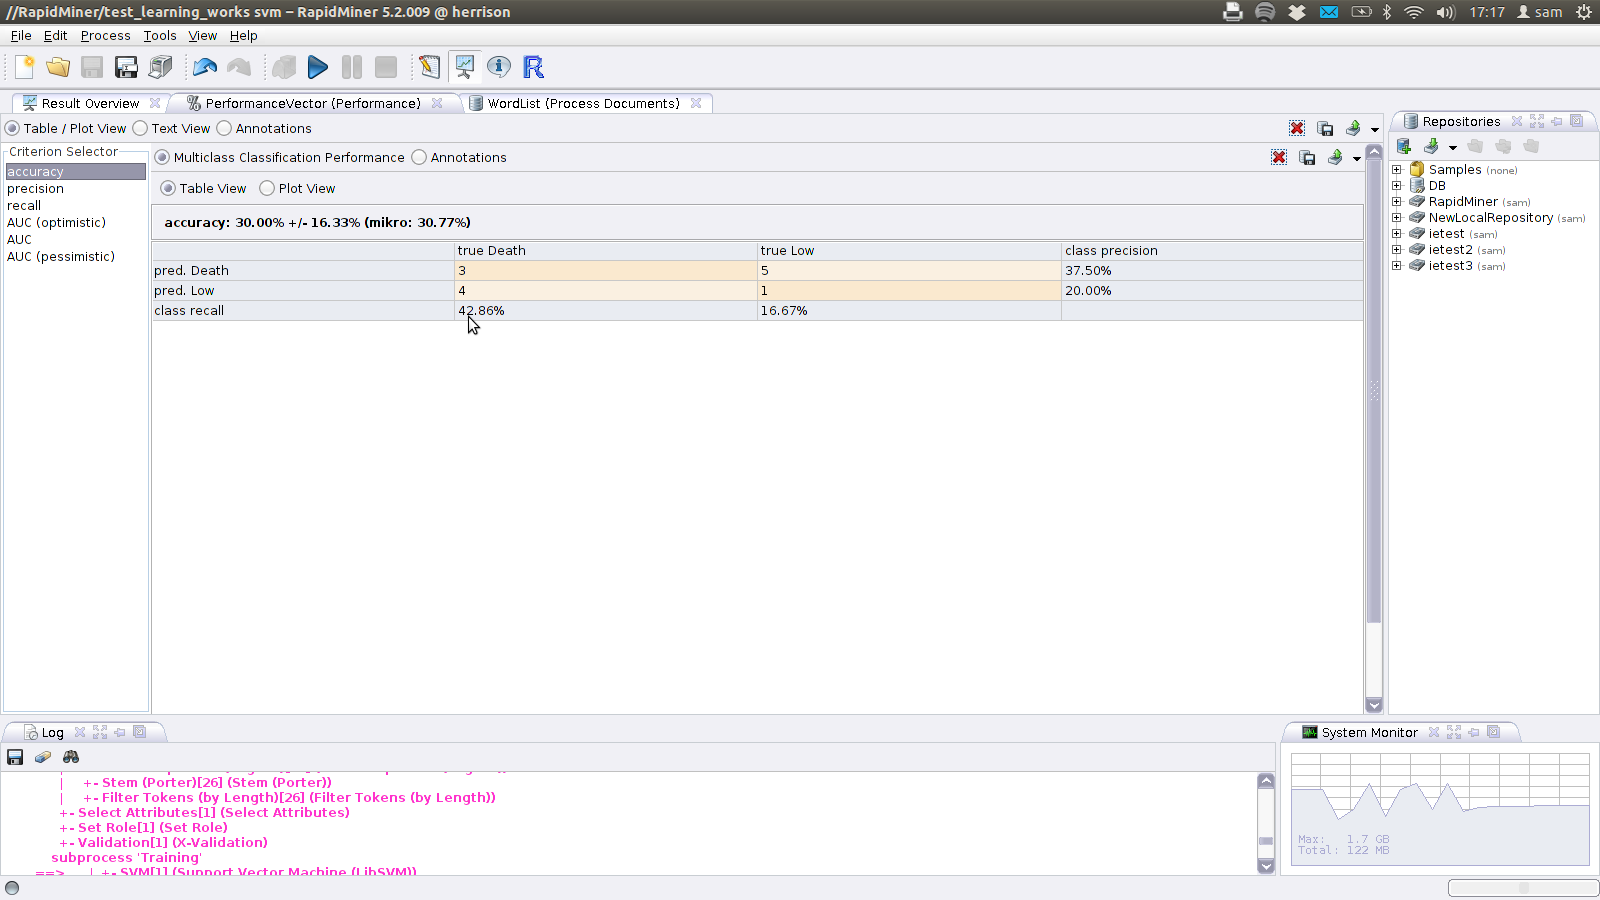 //RapidMiner/test_learning_works svm – RapidMiner 5.2.009 @ herrison
17:17 sam
File Edit Process Tools View Help
Result Overview PerformanceVector (Performance) WordList (Process Documents)
Table / Plot View Text View Annotations
Criterion Selector
accuracy
precision
recall
AUC (optimistic)
AUC
AUC (pessimistic)
Multiclass Classification Performance Annotations
Table View Plot View
accuracy: 30.00% +/- 16.33% (mikro: 30.77%)
true Death true Low class precision
pred. Death 3 5 37.50%
pred. Low 4 1 20.00%
class recall 42.86% 16.67%
Repositories
Samples (none)
DB
RapidMiner (sam)
NewLocalRepository (sam)
ietest (sam)
ietest2 (sam)
ietest3 (sam)
Log
| +- Stem (Porter)[26] (Stem (Porter))
| +- Filter Tokens (by Length)[26] (Filter Tokens (by Length))
+- Select Attributes[1] (Select Attributes)
+- Set Role[1] (Set Role)
+- Validation[1] (X-Validation)
subprocess 'Training'
==> | +- SVM[1] (Support Vector Machine (LibSVM))
System Monitor
Max: 1.7 GB
Total: 122 MB